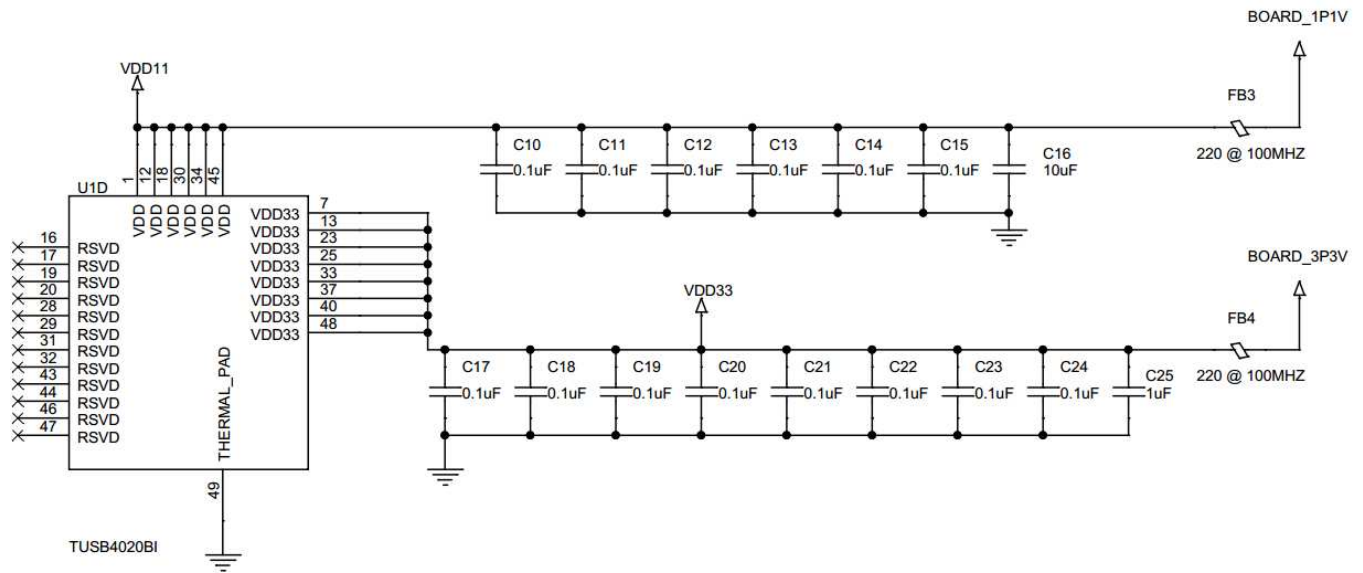 BOARD_1P1V
VDD11
FB3
220 @ 100MHZ
C10
0.1uF
C11
0.1uF
C12
0.1uF
C13
0.1uF
C14
0.1uF
C15
0.1uF
C16
10uF
1
12
18
30
34
45
U1D
VDD
VDD
VDD
VDD
VDD
VDD
VDD33 7
VDD33 13
VDD33 23
VDD33 25
VDD33 33
VDD33 37
VDD33 40
VDD33 48
16 RSVD
17 RSVD
19 RSVD
20 RSVD
28 RSVD
29 RSVD
31 RSVD
32 RSVD
43 RSVD
44 RSVD
46 RSVD
47 RSVD
THERMAL_PAD
49
TUSB4020BI
BOARD_3P3V
VDD33
FB4
220 @ 100MHZ
C17
0.1uF
C18
0.1uF
C19
0.1uF
C20
0.1uF
C21
0.1uF
C22
0.1uF
C23
0.1uF
C24
0.1uF
C25
1uF